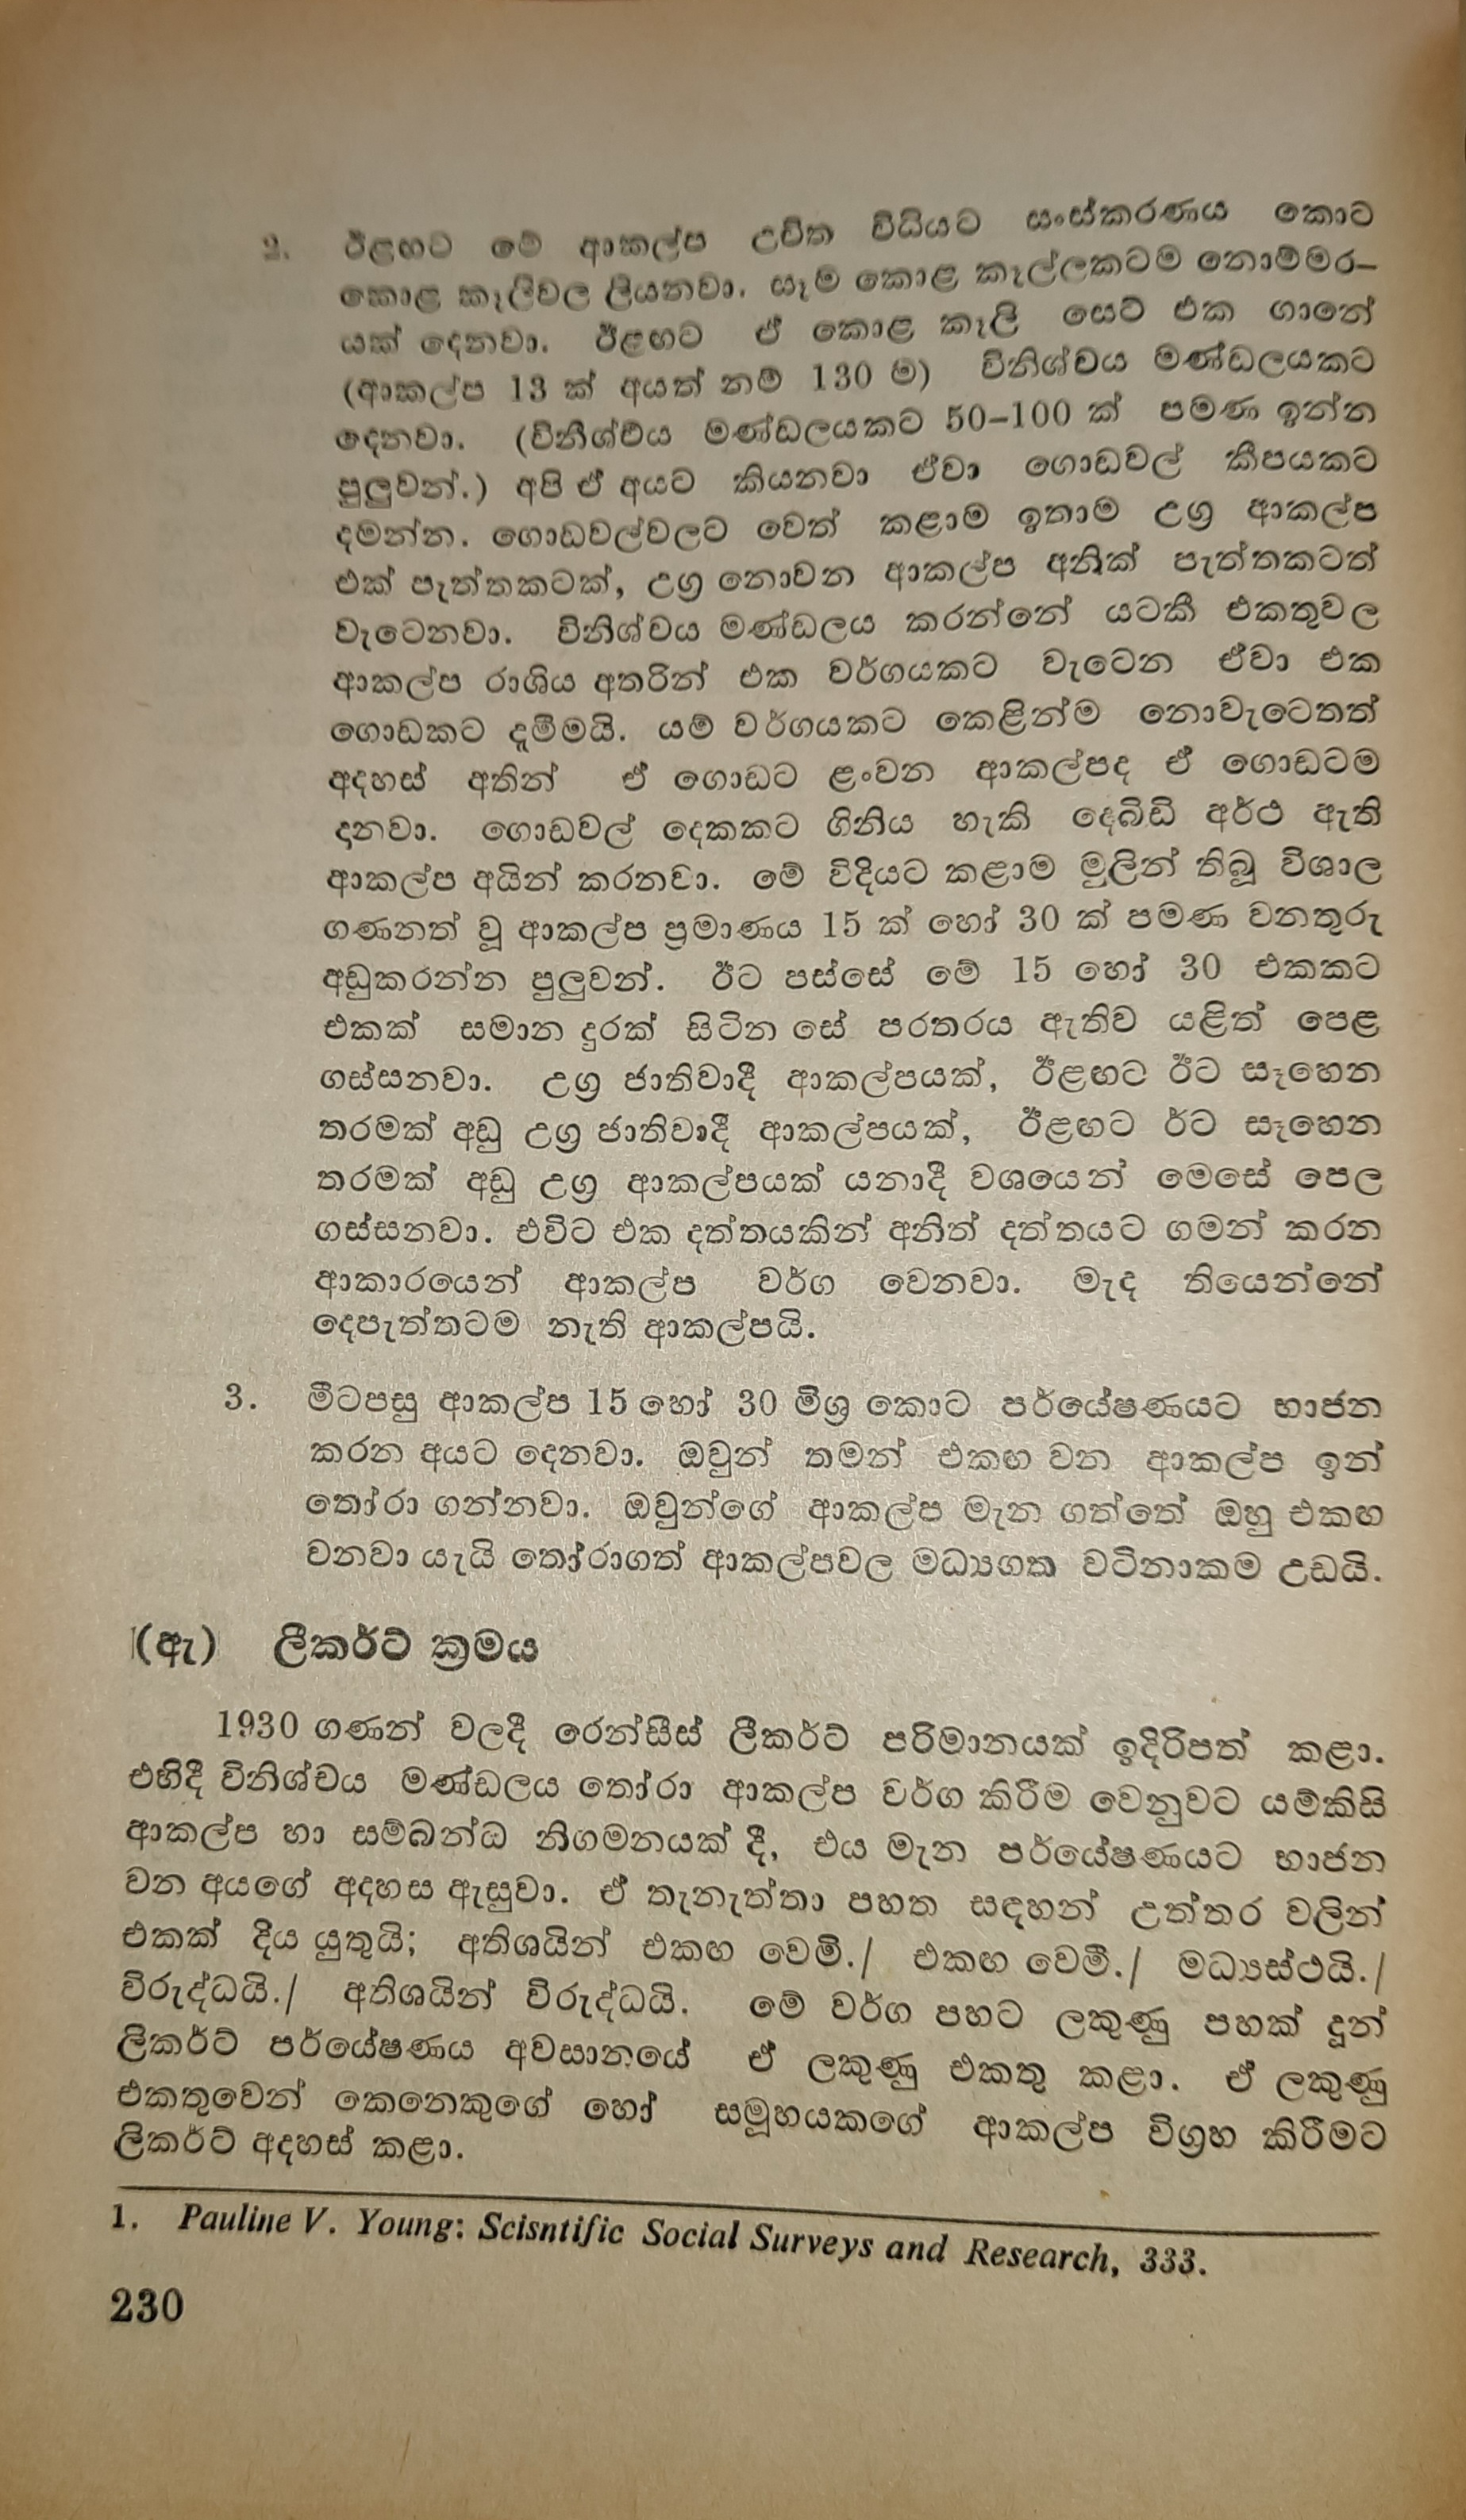 2. ඊළඟට මේ ආකල්ප උචිත විධියට සංස්කරණය කොට
කොළ කෑලිවල ලියනවා. සෑම කොළ කෑල්ලකටම නොම්මර-
යක් දෙනවා. ඊළඟට ඒ කොළ කෑලි සෙට් එක ගානේ
(ආකල්ප 13 ක් අයත් නම් 130 ම) විනිශ්චය මණ්ඩලයකට
දෙනවා. (විනිශ්චය මණ්ඩලයකට 50–100 ක් පමණ ඉන්න
පුලුවන්.) අපි ඒ අයට කියනවා ඒවා ගොඩවල් කීපයකට
දමන්න. ගොඩවල්වලට වෙන් කළාම ඉතාම උග්‍ර ආකල්ප
එක් පැත්තකටක්, උග්‍ර නොවන ආකල්ප අනික් පැත්තකටත්
වැටෙනවා. විනිශ්චය මණ්ඩලය කරන්නේ යටකී එකතුවල
ආකල්ප රාශිය අතරින් එක වර්ගයකට වැටෙන ඒවා එක
ගොඩකට දැමීමයි. යම් වර්ගයකට කෙළින්ම නොවැටෙතත්
අදහස් අතින් ඒ ගොඩට ළංවන ආකල්පද ඒ ගොඩටම
දානවා. ගොඩවල් දෙකකට ගිනිය හැකි දෙබිඩි අර්ථ ඇති
ආකල්ප අයින් කරනවා. මේ විදියට කළාම මුලින් තිබූ විශාල
ගණනත් වූ ආකල්ප ප්‍රමාණය 15 ක් හෝ 30 ක් පමණ වනතුරු
අඩුකරන්න පුලුවන්. ඊට පස්සේ මේ 15 හෝ 30 එකකට
එකක් සමාන දුරක් සිටින සේ පරතරය ඇතිව යළිත් පෙළ
ගස්සනවා. උග්‍ර ජාතිවාදී ආකල්පයක්, ඊළඟට ඊට සෑහෙන
තරමක් අඩු උග්‍ර ජාතිවාදී ආකල්පයක්, ඊළඟට ඊට සෑහෙන
තරමක් අඩු උග්‍ර ආකල්පයක් යනාදී වශයෙන් මෙසේ පෙල
ගස්සනවා. එවිට එක දත්තයකින් අනිත් දත්තයට ගමන් කරන
ආකාරයෙන් ආකල්ප වර්ග වෙනවා. මැද තියෙන්නේ
දෙපැත්තටම නැති ආකල්පයි.
3. මීටපසු ආකල්ප 15 හෝ 30 මිශ්‍ර කොට පර්යේෂණයට භාජන
කරන අයට දෙනවා. ඔවුන් තමන් එකඟ වන ආකල්ප ඉන්
තෝරා ගන්නවා. ඔවුන්ගේ ආකල්ප මැන ගත්තේ ඔහු එකඟ
වනවා යැයි තෝරාගත් ආකල්පවල මධ්‍යගත වටිනාකම උඩයි.
(ඇ) ලීකර්ට් ක්‍රමය
1930 ගණන් වලදී රෙන්සීස් ලීකර්ට් පරිමානයක් ඉදිරිපත් කළා.
එහිදී විනිශ්චය මණ්ඩලය තෝරා ආකල්ප වර්ග කිරීම වෙනුවට යම්කිසි
ආකල්ප හා සම්බන්ධ නිගමනයක් දී, එය මැන පර්යේෂණයට භාජන
වන අයගේ අදහස ඇසුවා. ඒ තැනැත්තා පහත සඳහන් උත්තර වලින්
එකක් දිය යුතුයි; අතිශයින් එකඟ වෙමි./ එකඟ වෙමී./ මධ්‍යස්ථයි./
විරුද්ධයි./ අතිශයින් විරුද්ධයි. මේ වර්ග පහට ලකුණු පහක් දුන්
ලිකර්ට් පර්යේෂණය අවසානයේ ඒ ලකුණු එකතු කළා. ඒ ලකුණු
එකතුවෙන් කෙනෙකුගේ හෝ සමූහයකගේ ආකල්ප විග්‍රහ කිරීමට
ලිකර්ට් අදහස් කළා.
1. Pauline V. Young: Scisntific Social Surveys and Research, 333.
230